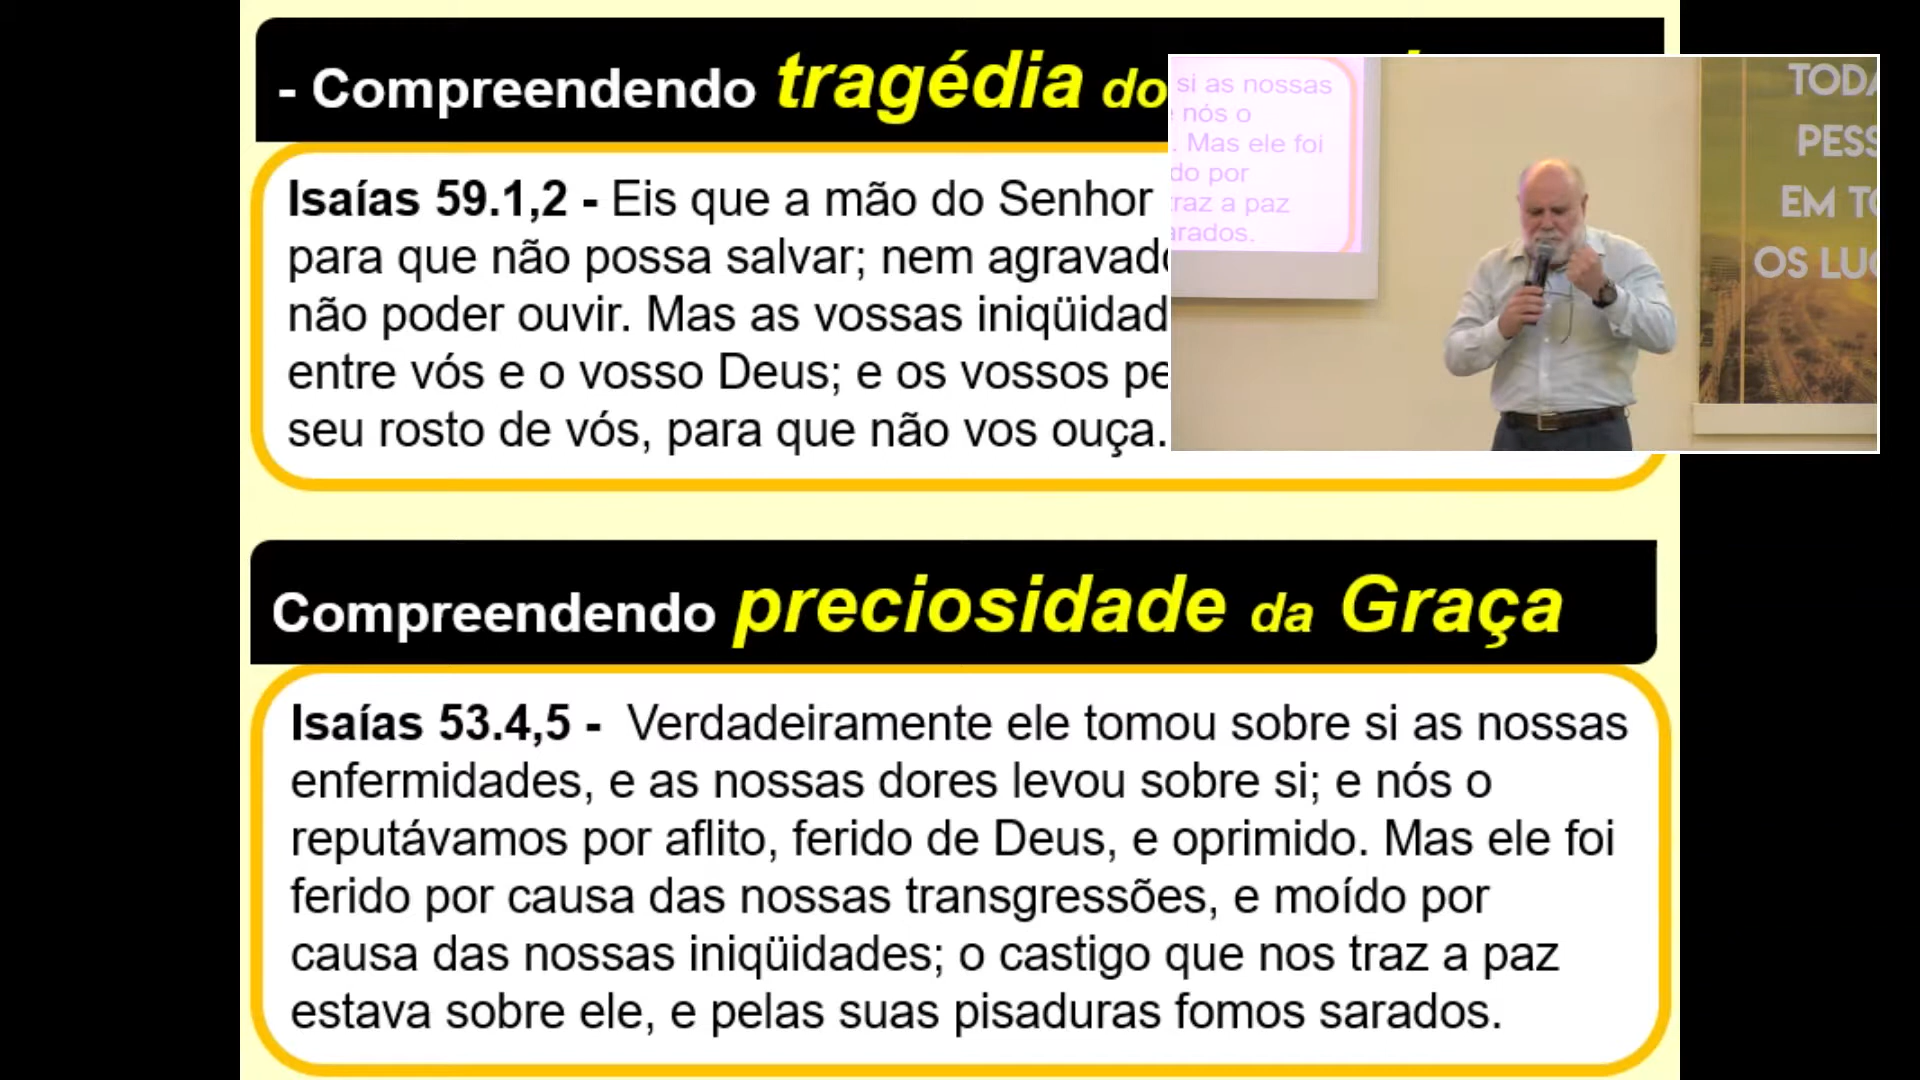 - Compreendendo tragédia do
Isaías 59.1,2 - Eis que a mão do Senhor
para que não possa salvar; nem agravado
não poder ouvir. Mas as vossas iniqüidad
entre vós e o vosso Deus; e os vossos pe
seu rosto de vós, para que não vos ouça.
si as nossas
nós o
. Mas ele foi
do por
raz a paz
arados.
TODA
PESS
EM TO
OS LUG
Compreendendo preciosidade da Graça
Isaías 53.4,5 - Verdadeiramente ele tomou sobre si as nossas
enfermidades, e as nossas dores levou sobre si; e nós o
reputávamos por aflito, ferido de Deus, e oprimido. Mas ele foi
ferido por causa das nossas transgressões, e moído por
causa das nossas iniqüidades; o castigo que nos traz a paz
estava sobre ele, e pelas suas pisaduras fomos sarados.